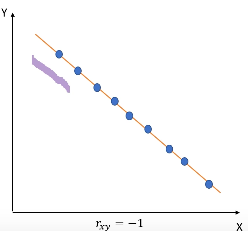 Y
X
r_xy = −1